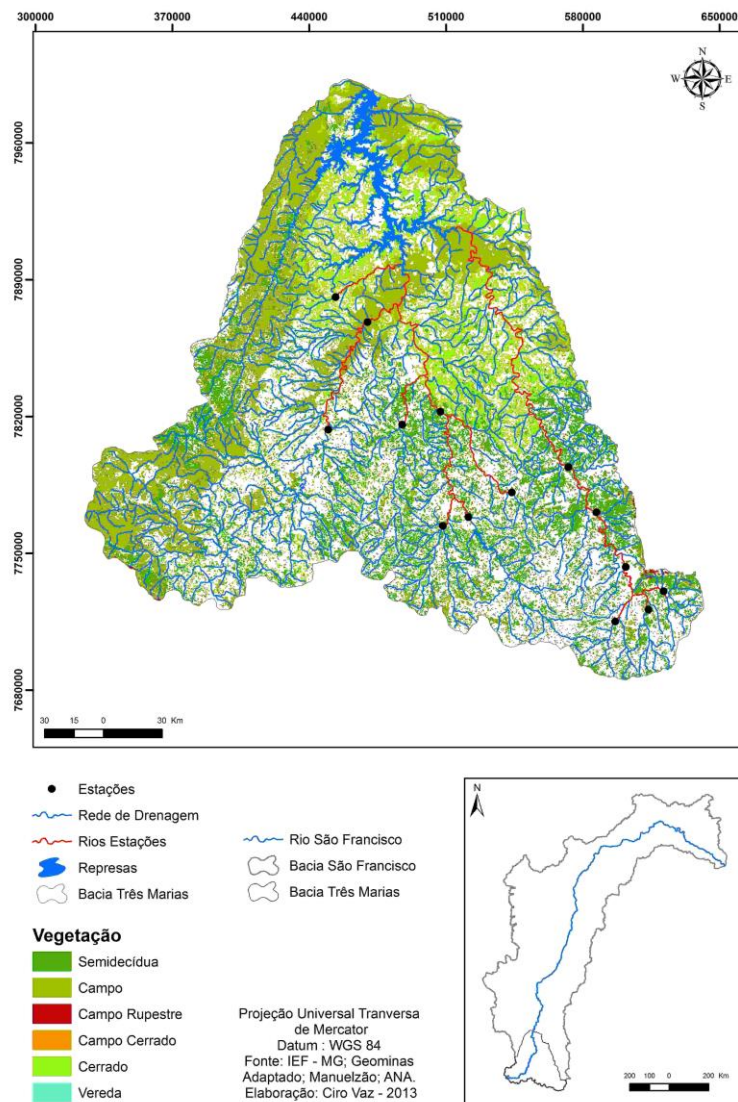 300000 370000 440000 510000 580000 650000
N
W E
S
7960000
7890000
7820000
7750000
7680000
30 15 0 30 Km
Estações
Rede de Drenagem
Rios Estações
Represas
Bacia Três Marias
Rio São Francisco
Bacia São Francisco
Bacia Três Marias
Vegetação
Semidecídua
Campo
Campo Rupestre
Campo Cerrado
Cerrado
Vereda
Projeção Universal Tranversa
de Mercator
Datum : WGS 84
Fonte: IEF - MG; Geominas
Adaptado; Manuelzão; ANA.
Elaboração: Ciro Vaz - 2013
N
200 100 0 200 Km